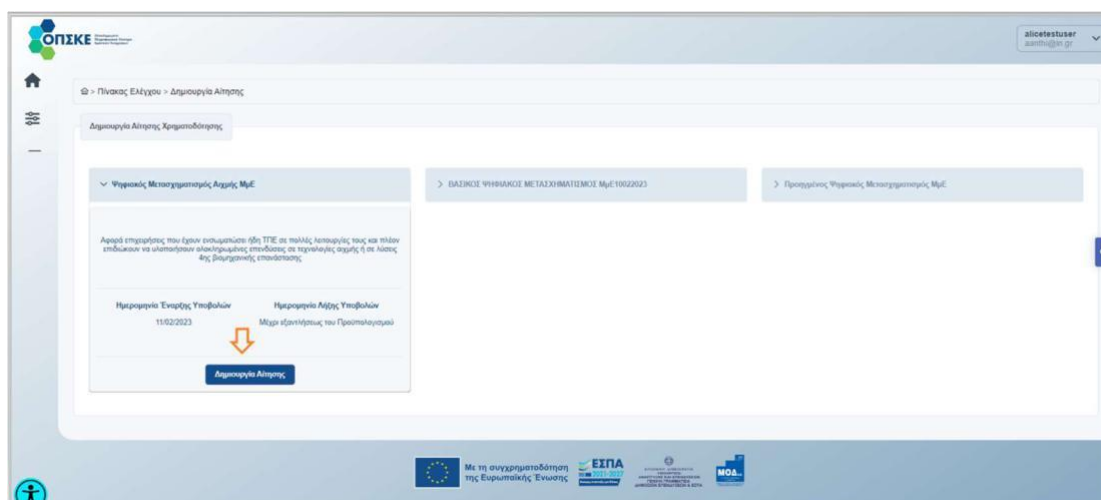 ΟΠΣΚΕ
alicetestuser
aanthi@in.gr
> Πίνακας Ελέγχου > Δημιουργία Αίτησης
Δημιουργία Αίτησης Χρηματοδότησης
Ψηφιακός Μετασχηματισμός Αιχμής ΜμΕ
ΒΑΣΙΚΟΣ ΨΗΦΙΑΚΟΣ ΜΕΤΑΣΧΗΜΑΤΙΣΜΟΣ ΜμΕ10022023
Προηγμένος Ψηφιακός Μετασχηματισμός ΜμΕ
Αφορά επιχειρήσεις που έχουν ενσωματώσει ήδη ΤΠΕ σε πολλές λειτουργίες τους και πλέον
επιδιώκουν να υλοποιήσουν ολοκληρωμένες επενδύσεις σε τεχνολογίες αιχμής ή σε λύσεις
4ης βιομηχανικής επανάστασης
Ημερομηνία Έναρξης Υποβολών
Ημερομηνία Λήξης Υποβολών
11/02/2023
Μέχρι εξαντλήσεως του Προϋπολογισμού
Δημιουργία Αίτησης
Με τη συγχρηματοδότηση
της Ευρωπαϊκής Ένωσης
ΕΣΠΑ
2021-2027
ΜΟΔ